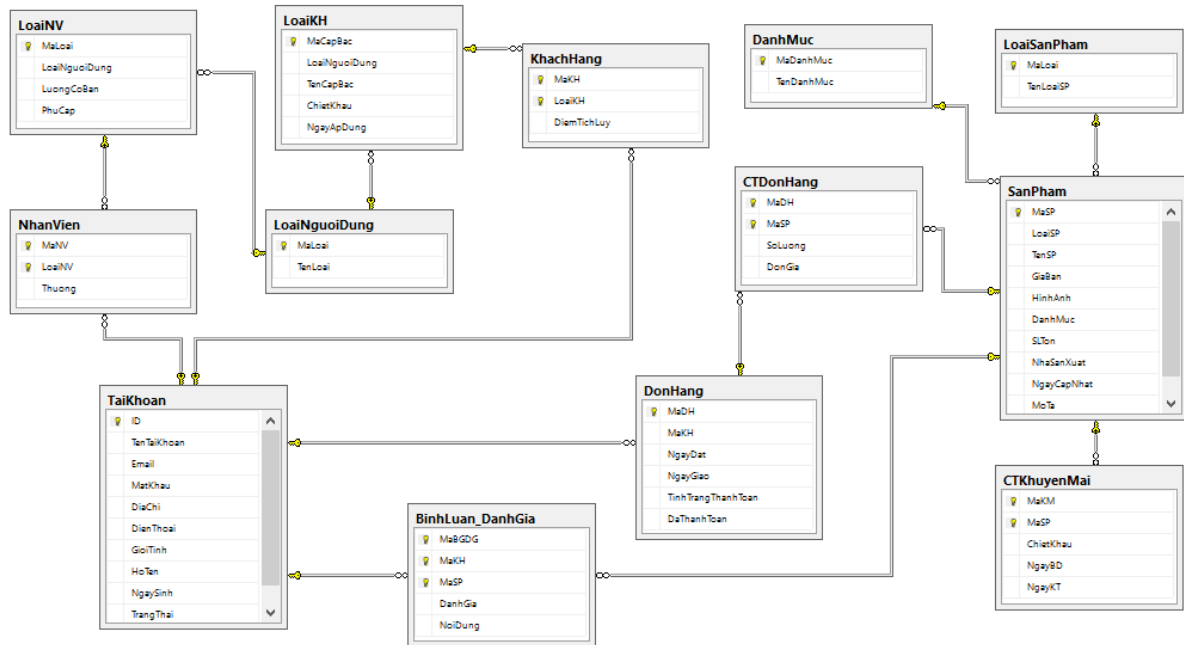 LoaiNV
MaLoai
LoaiNguoiDung
LuongCoBan
PhuCap
LoaiKH
MaCapBac
LoaiNguoiDung
TenCapBac
ChietKhau
NgayApDung
KhachHang
MaKH
LoaiKH
DiemTichLuy
DanhMuc
MaDanhMuc
TenDanhMuc
LoaiSanPham
MaLoai
TenLoaiSP
NhanVien
MaNV
LoaiNV
Thuong
LoaiNguoiDung
MaLoai
TenLoai
CTDonHang
MaDH
MaSP
SoLuong
DonGia
SanPham
MaSP
LoaiSP
TenSP
GiaBan
HinhAnh
DanhMuc
SLTon
NhaSanXuat
NgayCapNhat
MoTa
TaiKhoan
ID
TenTaiKhoan
Email
MatKhau
DiaChi
DienThoai
GioiTinh
HoTen
NgaySinh
TrangThai
DonHang
MaDH
MaKH
NgayDat
NgayGiao
TinhTrangThanhToan
DaThanhToan
BinhLuan_DanhGia
MaBGDG
MaKH
MaSP
DanhGia
NoiDung
CTKhuyenMai
MaKM
MaSP
ChietKhau
NgayBD
NgayKT